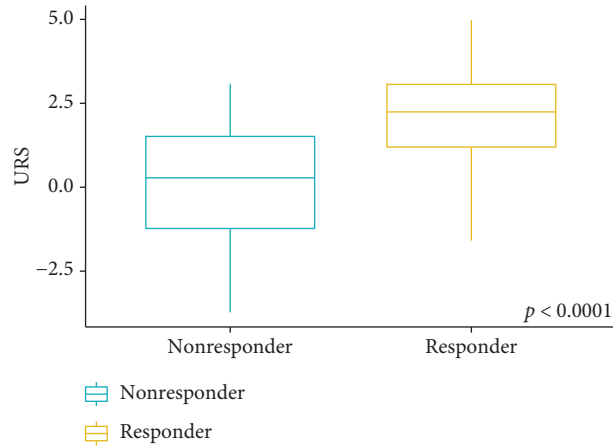 5.0
2.5
0.0
−2.5
URS
p < 0.0001
Nonresponder
Responder
Nonresponder
Responder